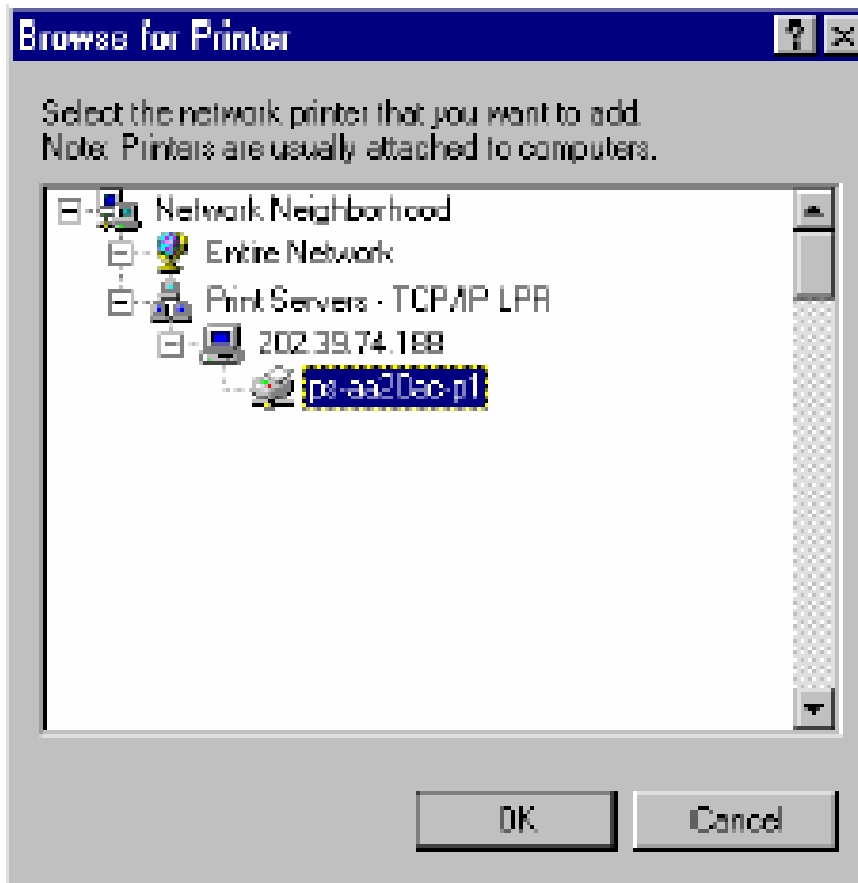 Browse for Printer
Select the network printer that you want to add.
Note: Printers are usually attached to computers.
Network Neighborhood
Entire Network
Print Servers - TCP/IP LPR
202.39.74.188
ps-aa20ac-p1
OK
Cancel